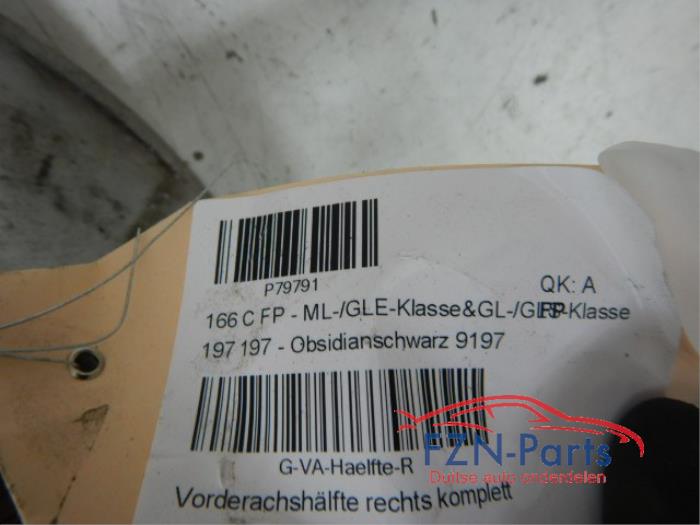 P79791
QK: A
166 C FP - ML-/GLE-Klasse&GL-/GLS-Klasse
FP
197 197 - Obsidianschwarz 9197
G-VA-Haelfte-R
Vorderachshälfte rechts komplett
FZN-Parts
Duitse auto onderdelen